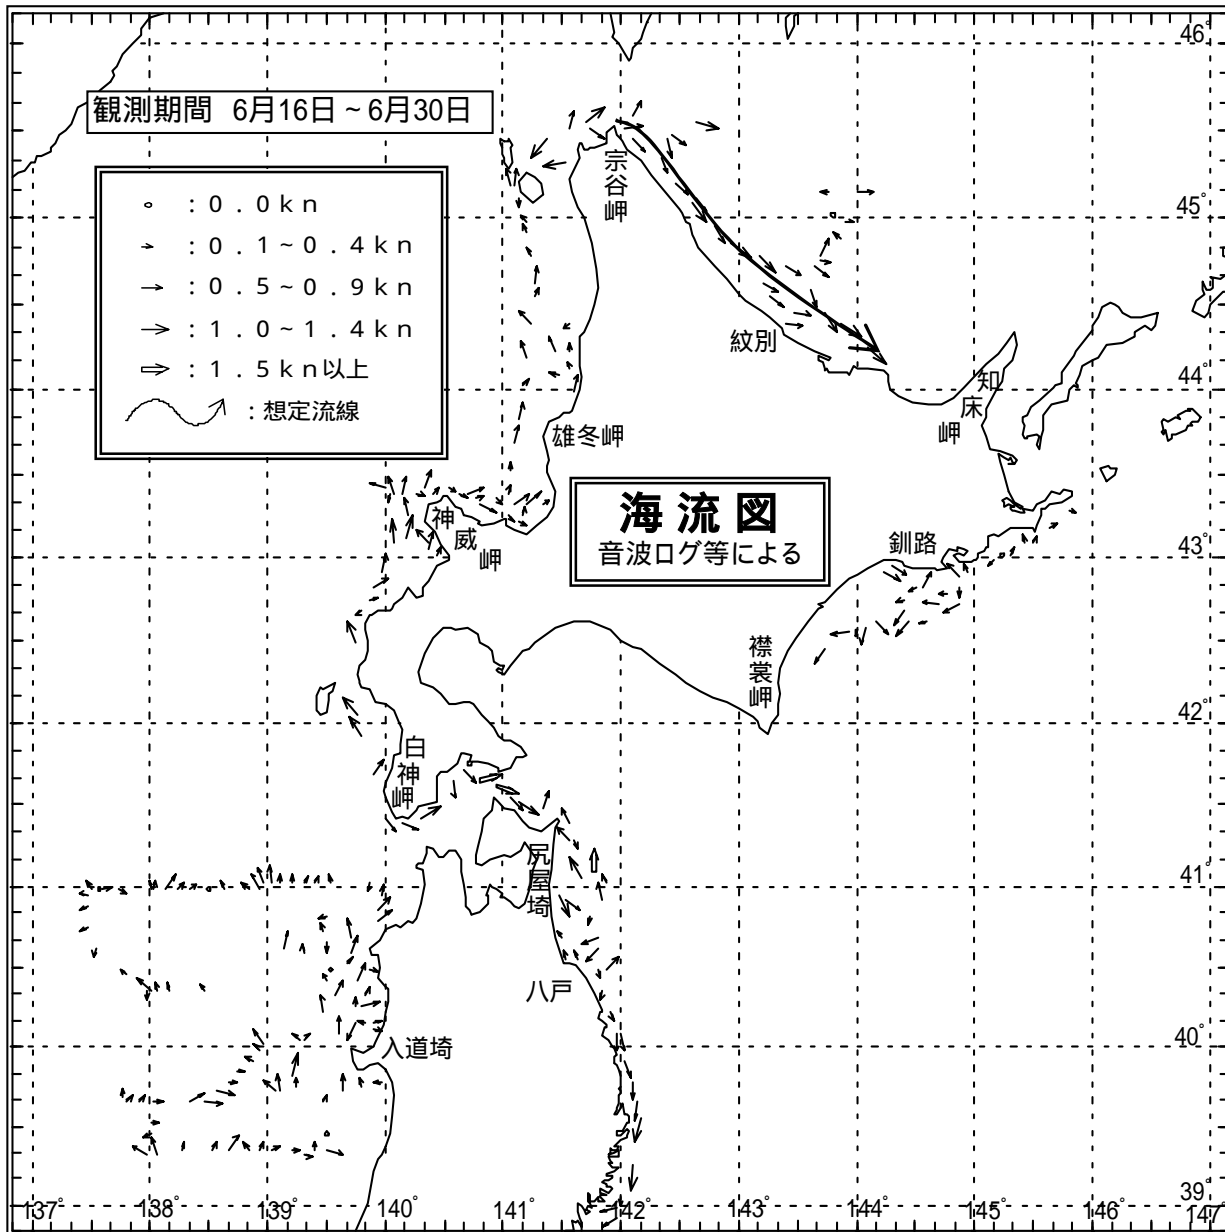 観測期間 6月16日~6月30日
:0.0kn
:0.1~0.4kn
:0.5~0.9kn
:1.0~1.4kn
:1.5kn以上
:想定流線
海流図
音波ログ等による
宗谷岬
紋別
知床岬
雄冬岬
神威岬
釧路
襟裳岬
白神岬
尻屋埼
八戸
入道埼
46°
45°
44°
43°
42°
41°
40°
39°
137°
138°
139°
140°
141°
142°
143°
144°
145°
146°
147°